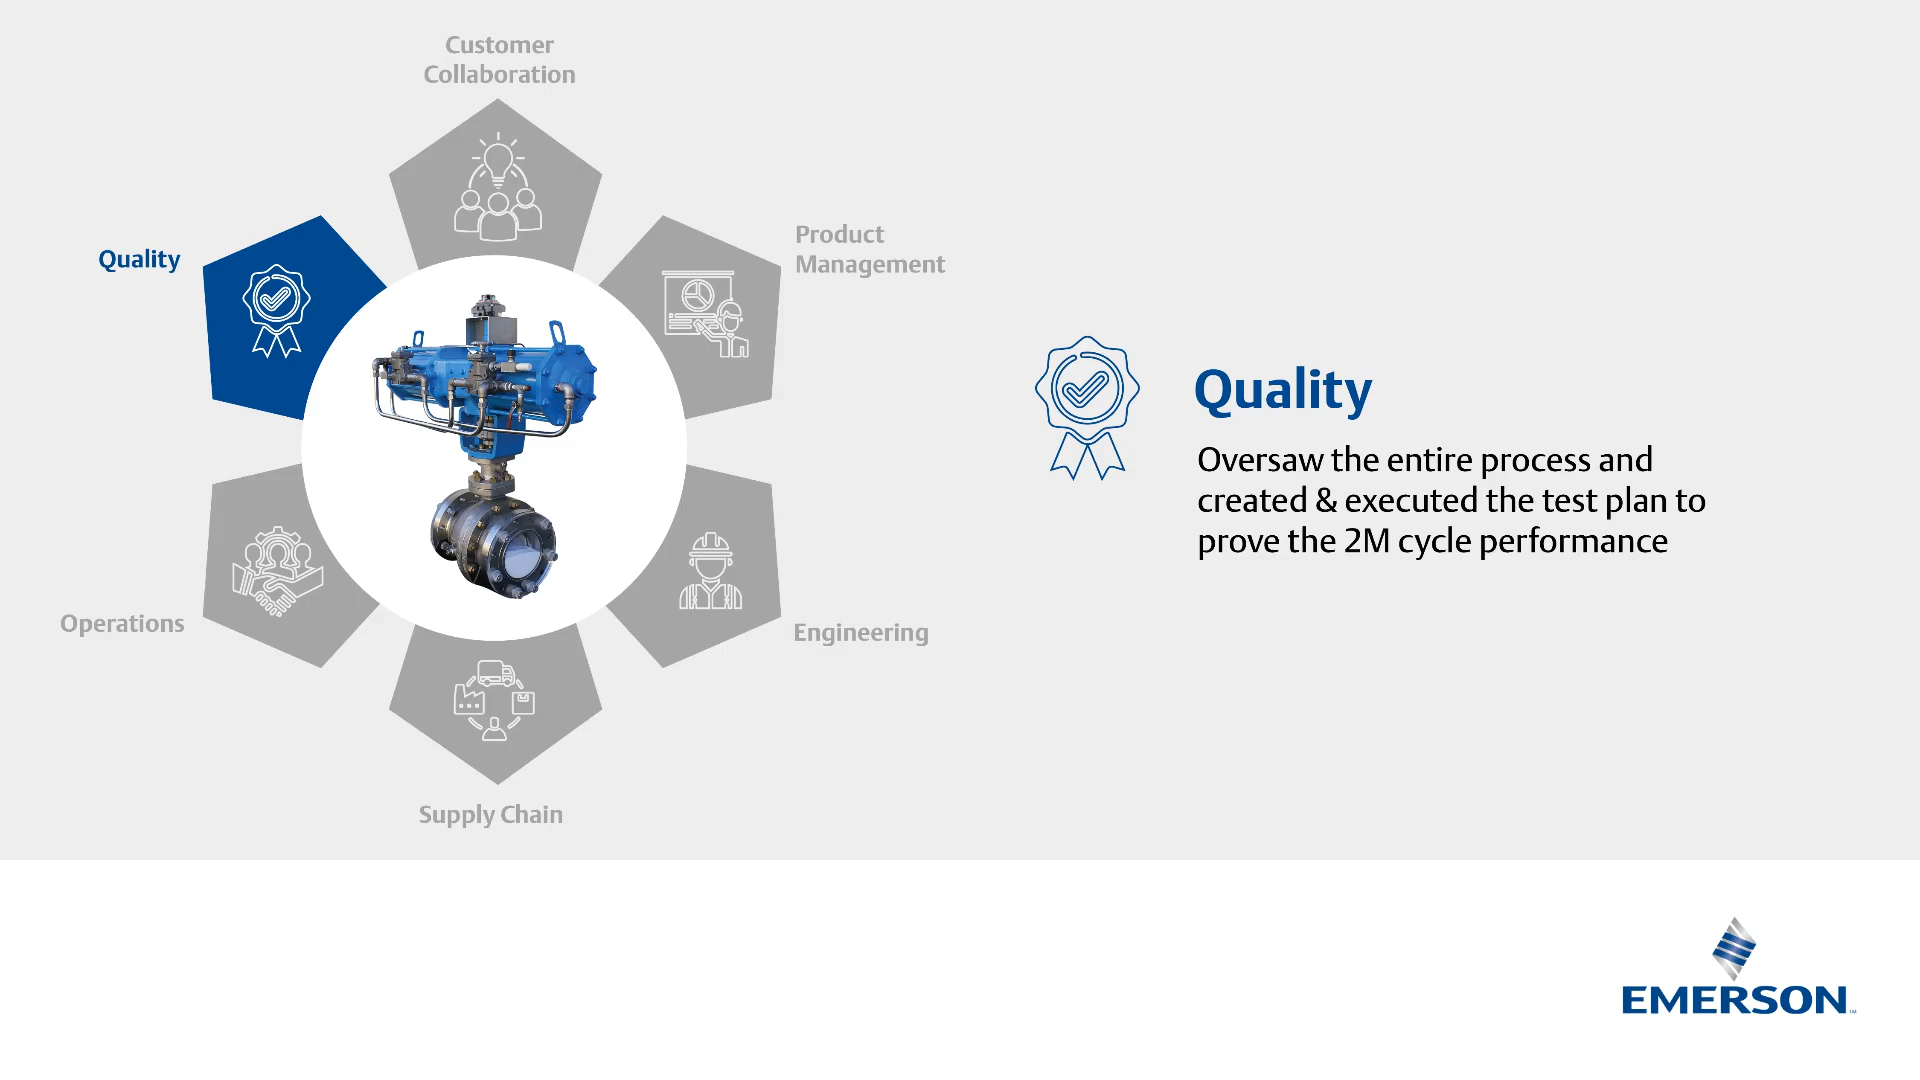 Customer
Collaboration
Product
Management
Quality
Operations
Engineering
Supply Chain
Quality
Oversaw the entire process and
created & executed the test plan to
prove the 2M cycle performance
EMERSON™